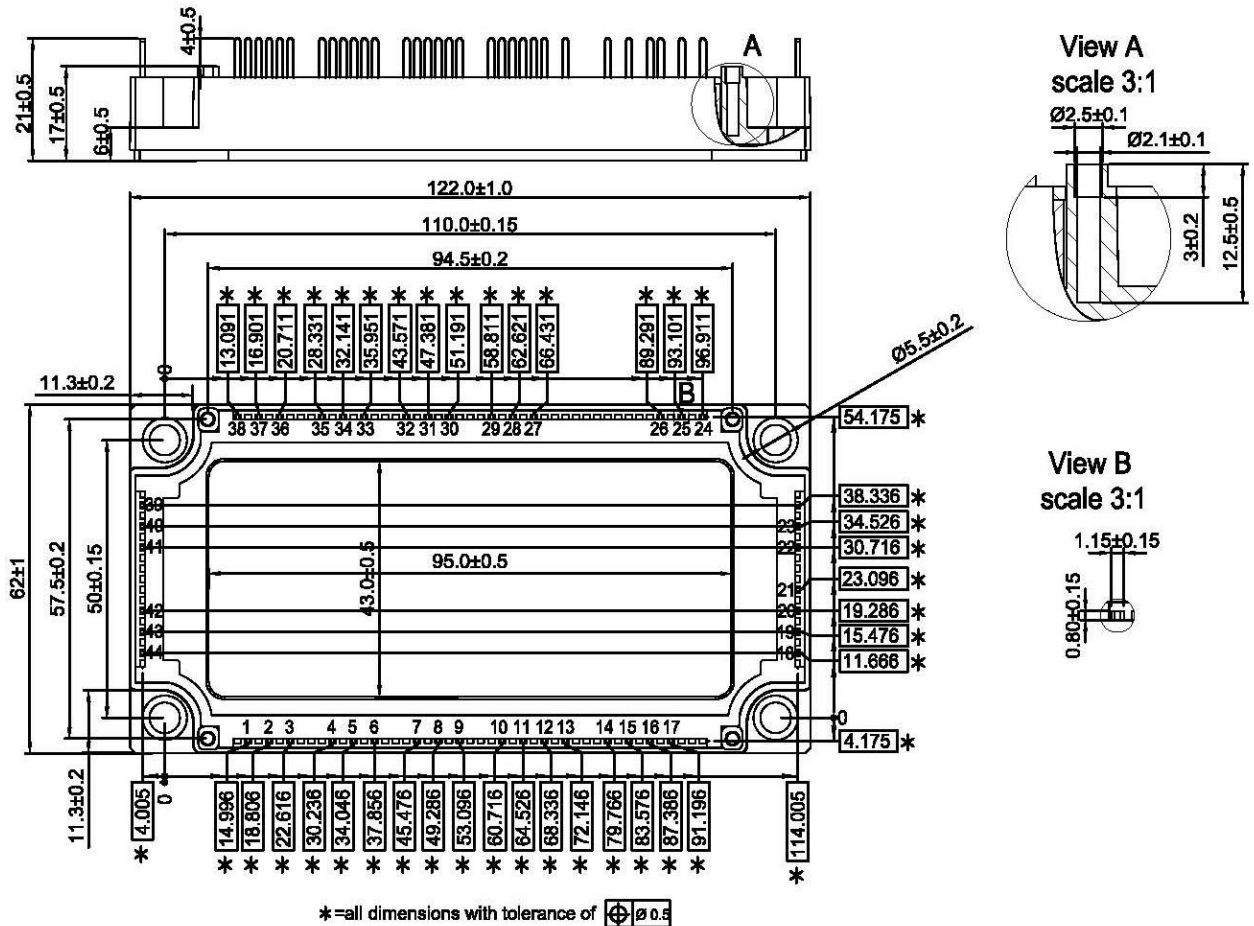 4±0.5
21±0.5
17±0.5
6±0.5
A
View A
scale 3:1
Ø2.5±0.1
Ø2.1±0.1
3±0.2
12.5±0.5
122.0±1.0
110.0±0.15
94.5±0.2
* * * * * * * * * * * * * * *
13.091 16.901 20.711 28.331 32.141 35.951 43.571 47.381 51.191 58.811 62.621 66.431 89.291 93.101 96.911
Ø5.5±0.2
11.3±0.2
0
B
38 37 36 35 34 33 32 31 30 29 28 27 26 25 24
54.175 *
View B
scale 3:1
1.15±0.15
0.80±0.15
39
38.336 *
40 23 34.526 *
41 22 30.716 *
95.0±0.5
43.0±0.5
21 23.096 *
42 20 19.286 *
43 19 15.476 *
44 18 11.666 *
62±1
57.5±0.2
50±0.15
0
4.175 *
1 2 3 4 5 6 7 8 9 10 11 12 13 14 15 16 17
11.3±0.2
0
4.005 14.996 18.806 22.616 30.236 34.046 37.856 45.476 49.286 53.096 60.716 64.526 68.336 72.146 79.766 83.576 87.386 91.196 114.005
* * * * * * * * * * * * * * * * * * *
*=all dimensions with tolerance of ⌖ Ø 0.5